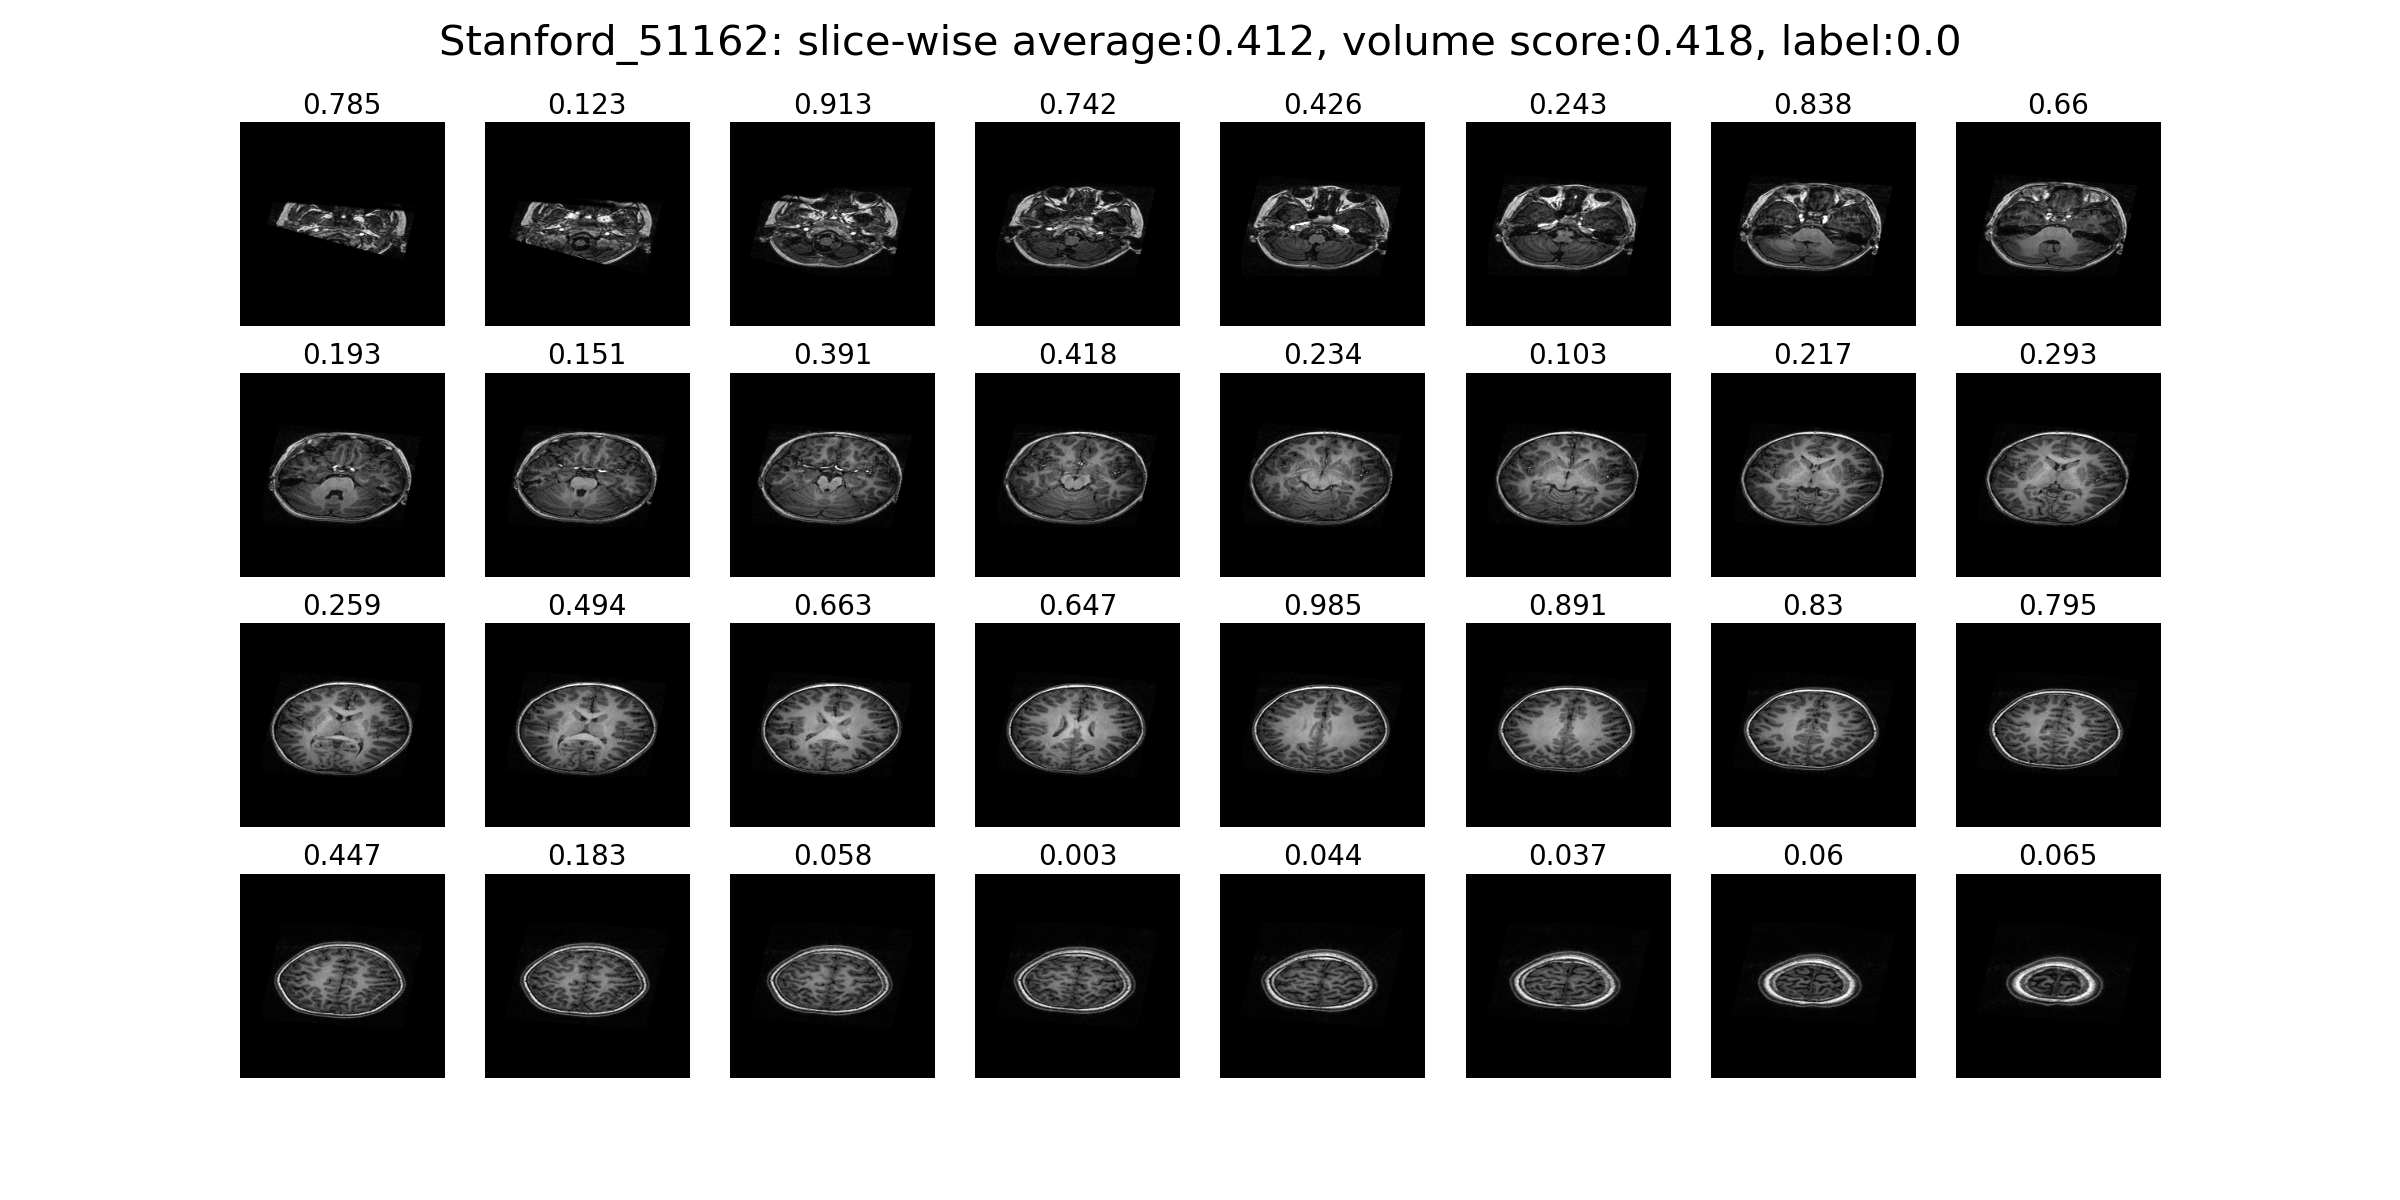 Stanford_51162: slice-wise average:0.412, volume score:0.418, label:0.0
0.785 0.123 0.913 0.742 0.426 0.243 0.838 0.66
0.193 0.151 0.391 0.418 0.234 0.103 0.217 0.293
0.259 0.494 0.663 0.647 0.985 0.891 0.83 0.795
0.447 0.183 0.058 0.003 0.044 0.037 0.06 0.065